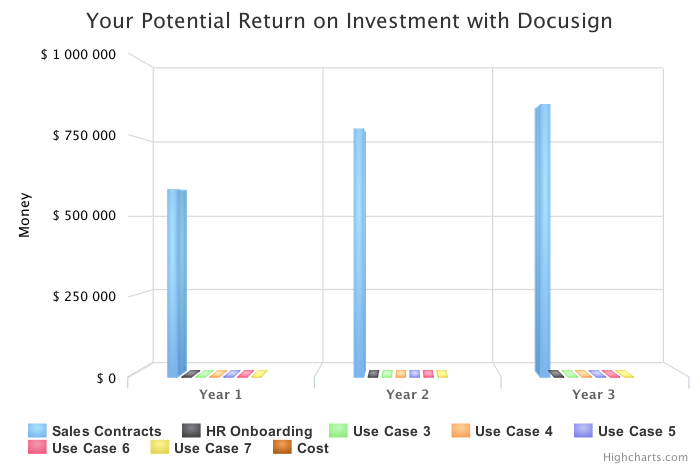 Your Potential Return on Investment with Docusign
$ 1 000 000
$ 750 000
$ 500 000
$ 250 000
$ 0
Money
Year 1 Year 2 Year 3
Sales Contracts HR Onboarding Use Case 3 Use Case 4 Use Case 5
Use Case 6 Use Case 7 Cost
Highcharts.com